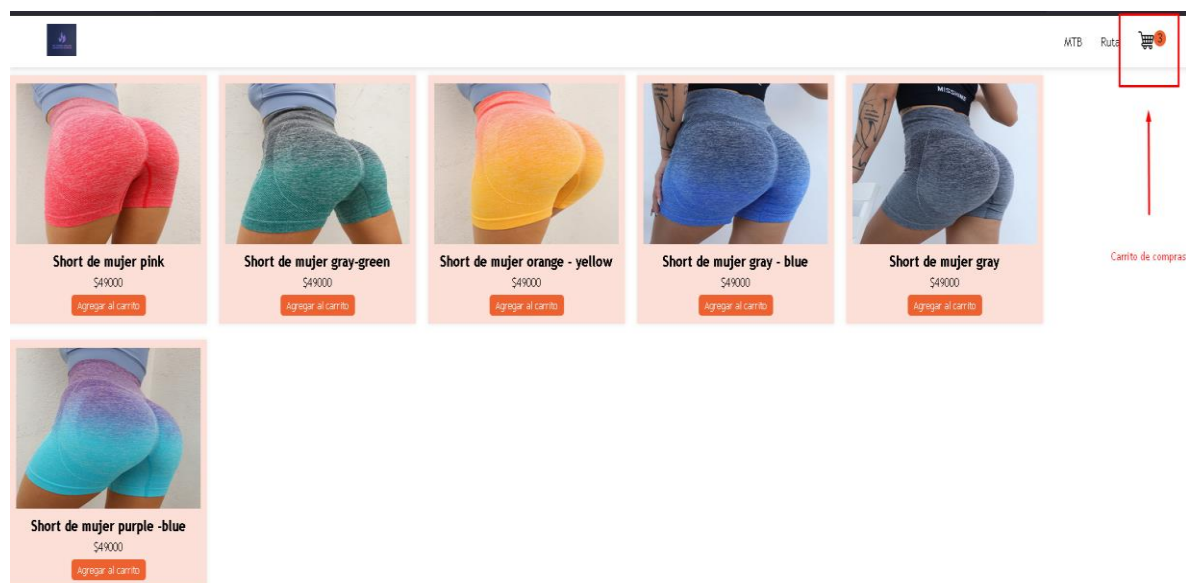 MTB Ruta 3
MISSHINE
Short de mujer pink
$49000
Agregar al carrito
Short de mujer gray-green
$49000
Agregar al carrito
Short de mujer orange - yellow
$49000
Agregar al carrito
Short de mujer gray - blue
$49000
Agregar al carrito
Short de mujer gray
$49000
Agregar al carrito
Carrito de compras
Short de mujer purple -blue
$49000
Agregar al carrito